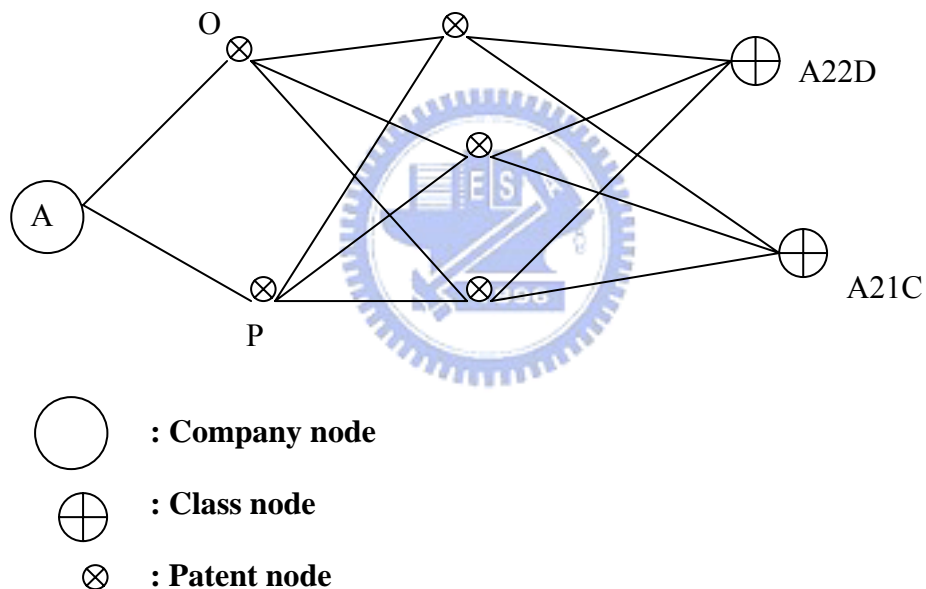 O
A22D
A
A21C
P
: Company node
: Class node
: Patent node